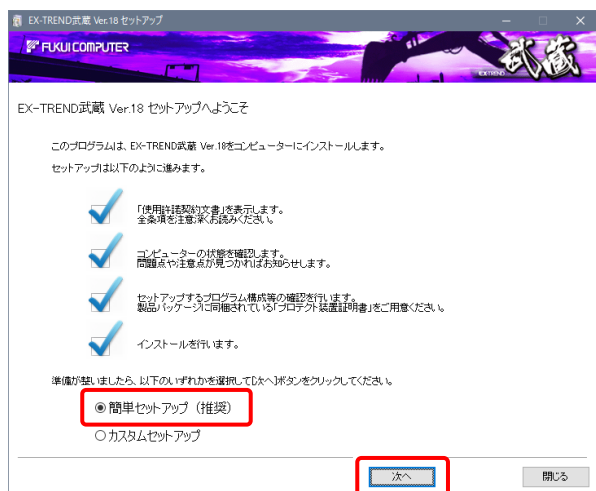 EX-TREND武蔵 Ver.18 セットアップ
FUKUI COMPUTER
EXTREND 武蔵
EX-TREND武蔵 Ver.18 セットアップへようこそ
このプログラムは、EX-TREND武蔵 Ver.18をコンピューターにインストールします。
セットアップは以下のように進みます。
「使用許諾契約文書」を表示します。
全条項を注意深くお読みください。
コンピューターの状態を確認します。
問題点や注意点が見つかればお知らせします。
セットアップするプログラム構成等の確認を行います。
製品パッケージに同梱されている「プロテクト装置証明書」をご用意ください。
インストールを行います。
準備が整いましたら、以下のいずれかを選択して[次へ]ボタンをクリックしてください。
簡単セットアップ（推奨）
カスタムセットアップ
次へ
閉じる